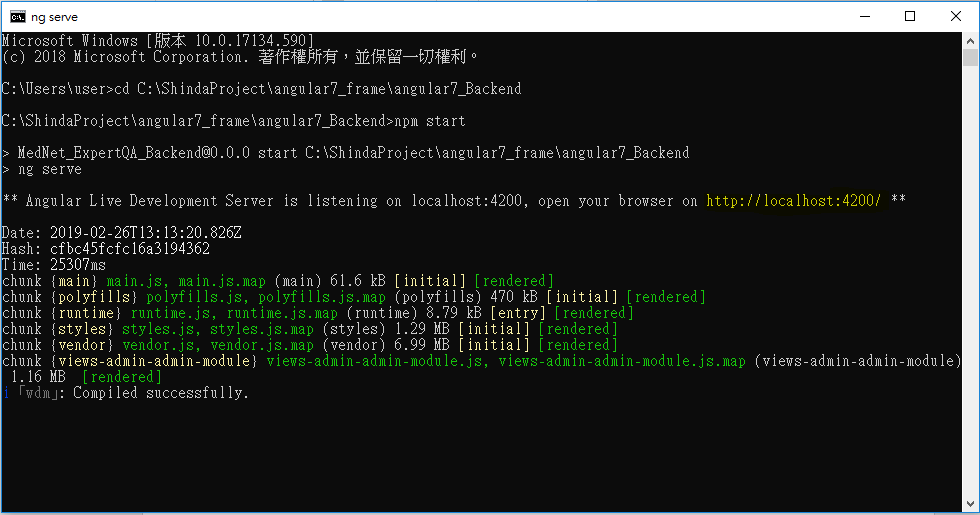 ng serve
Microsoft Windows [版本 10.0.17134.590]
(c) 2018 Microsoft Corporation. 著作權所有，並保留一切權利。
C:\Users\user>cd C:\ShindaProject\angular7_frame\angular7_Backend
C:\ShindaProject\angular7_frame\angular7_Backend>npm start
> MedNet_ExpertQA_Backend@0.0.0 start C:\ShindaProject\angular7_frame\angular7_Backend
> ng serve
** Angular Live Development Server is listening on localhost:4200, open your browser on http://localhost:4200/ **
Date: 2019-02-26T13:13:20.826Z
Hash: cfbc45fcfc16a3194362
Time: 25307ms
chunk {main} main.js, main.js.map (main) 61.6 kB [initial] [rendered]
chunk {polyfills} polyfills.js, polyfills.js.map (polyfills) 470 kB [initial] [rendered]
chunk {runtime} runtime.js, runtime.js.map (runtime) 8.79 kB [entry] [rendered]
chunk {styles} styles.js, styles.js.map (styles) 1.29 MB [initial] [rendered]
chunk {vendor} vendor.js, vendor.js.map (vendor) 6.99 MB [initial] [rendered]
chunk {views-admin-admin-module} views-admin-admin-module.js, views-admin-admin-module.js.map (views-admin-admin-module)
1.16 MB  [rendered]
i ｢wdm｣: Compiled successfully.